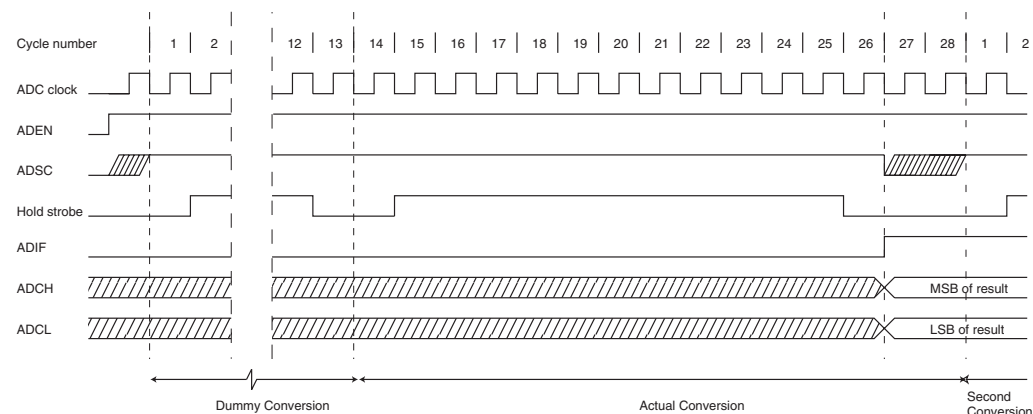 Cycle number 1 2 12 13 14 15 16 17 18 19 20 21 22 23 24 25 26 27 28 1 2
ADC clock
ADEN
ADSC
Hold strobe
ADIF
ADCH MSB of result
ADCL LSB of result
Dummy Conversion Actual Conversion Second
Conversion